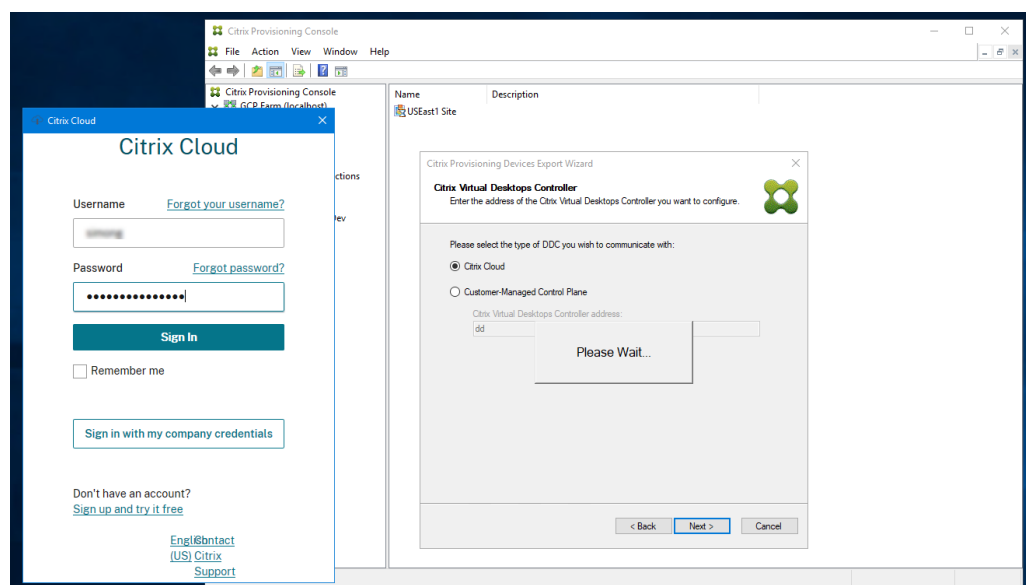 Citrix Provisioning Console
File Action View Window Help
Citrix Provisioning Console
GCP Farm (localhost)
Name Description
USEast1 Site
Citrix Cloud
Citrix Cloud
Username Forgot your username?
Password Forgot password?
Sign In
Remember me
Sign in with my company credentials
Don't have an account?
Sign up and try it free
English
(US)
Contact
Citrix
Support
Citrix Provisioning Devices Export Wizard
Citrix Virtual Desktops Controller
Enter the address of the Citrix Virtual Desktops Controller you want to configure.
Please select the type of DDC you wish to communicate with:
Citrix Cloud
Customer-Managed Control Plane
Citrix Virtual Desktops Controller address:
dd
Please Wait...
< Back Next > Cancel